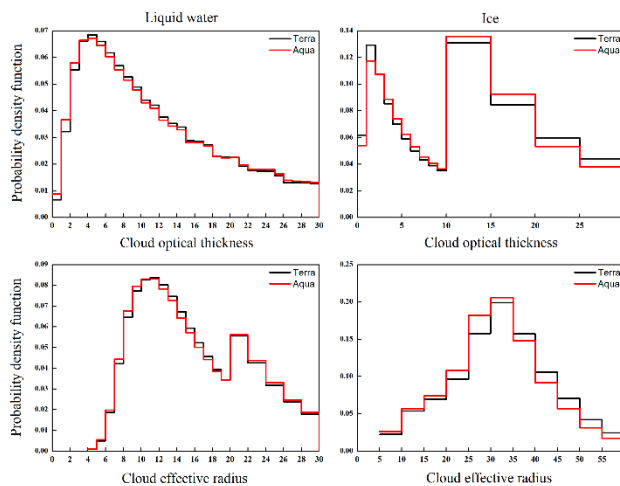 Liquid water
Ice
Probability density function
0.07
0.06
0.05
0.04
0.03
0.02
0.01
0.00
Terra
Aqua
0 2 4 6 8 10 12 14 16 18 20 22 24 26 28 30
Cloud optical thickness
0.14
0.12
0.10
0.08
0.06
0.04
0.02
0.00
Terra
Aqua
0 5 10 15 20 25
Cloud optical thickness
Probability density function
0.09
0.08
0.07
0.06
0.05
0.04
0.03
0.02
0.01
0.00
Terra
Aqua
0 2 4 6 8 10 12 14 16 18 20 22 24 26 28 30
Cloud effective radius
0.20
0.15
0.10
0.05
0.00
Terra
Aqua
0 5 10 15 20 25 30 35 40 45 50 55
Cloud effective radius